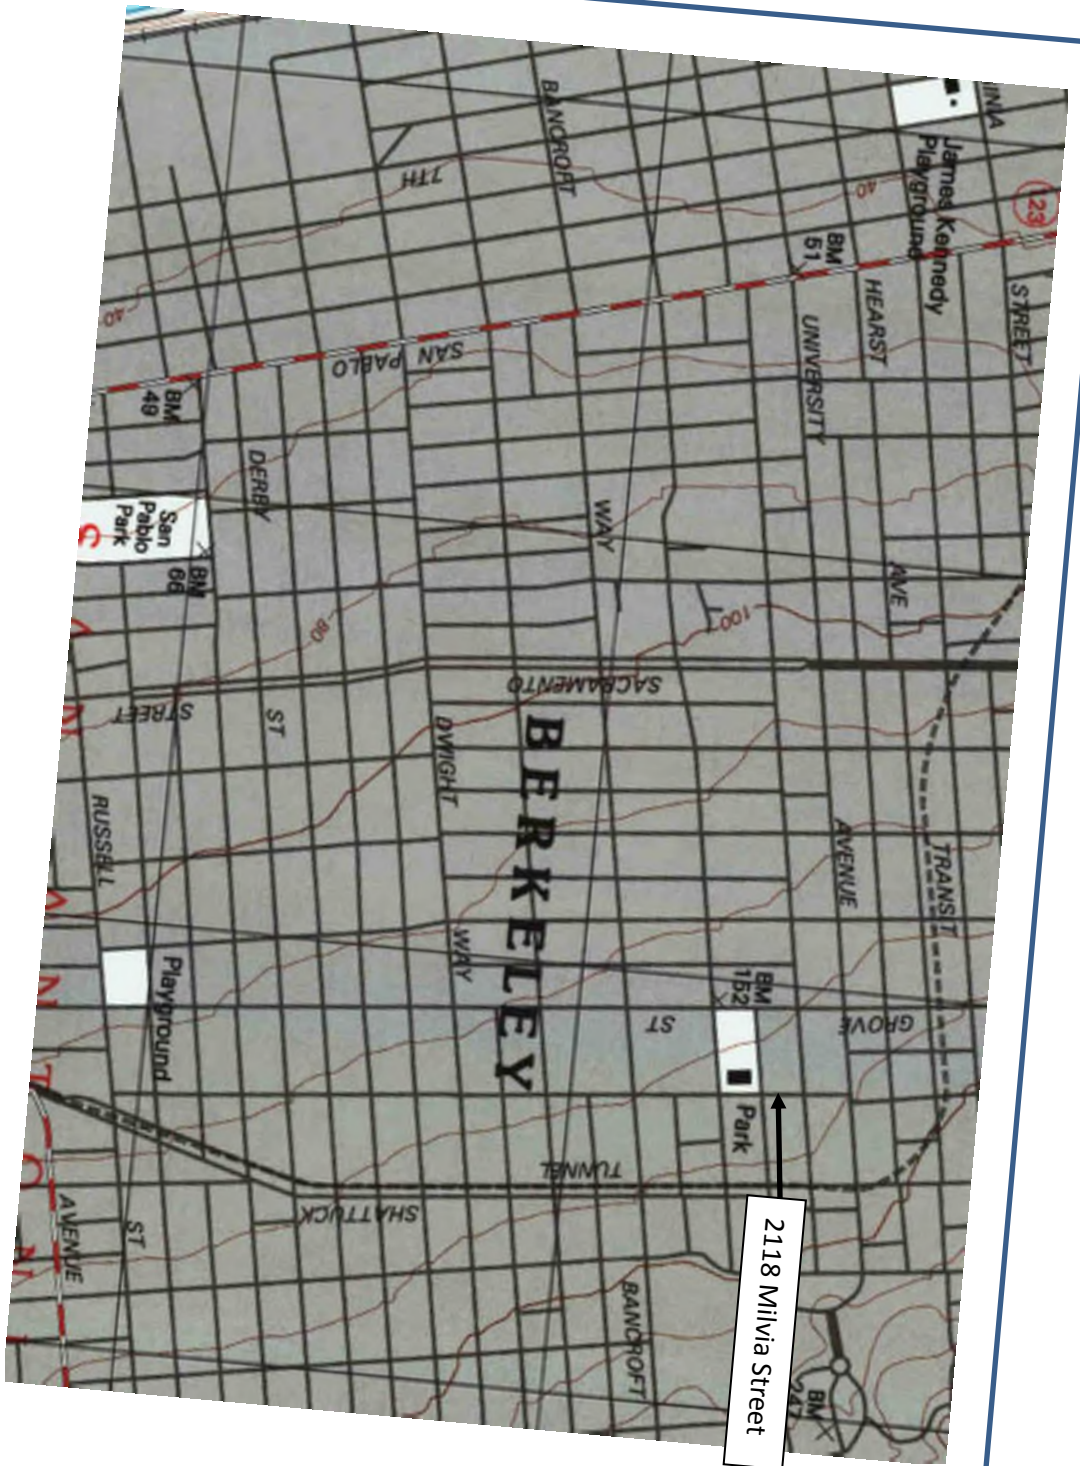 INIA
James Kennedy
Playground
123
STREET
40
BM
51
HEARST
UNIVERSITY
BANCROFT
7TH
40
SAN
PABLO
BM
49
DERBY
San
Pablo
Park
BM
66
WAY
AVE
80
100
SACRAMENTO
STREET
ST
DWIGHT
BERKELEY
RUSSELL
AVENUE
TRANSIT
WAY
Playground
BM
152
ST
GROVE
Park
TUNNEL
SHATTUCK
AVENUE
ST
BANCROFT
BM
S
A
N
A
N
T
O
N
I
2118 Milvia Street